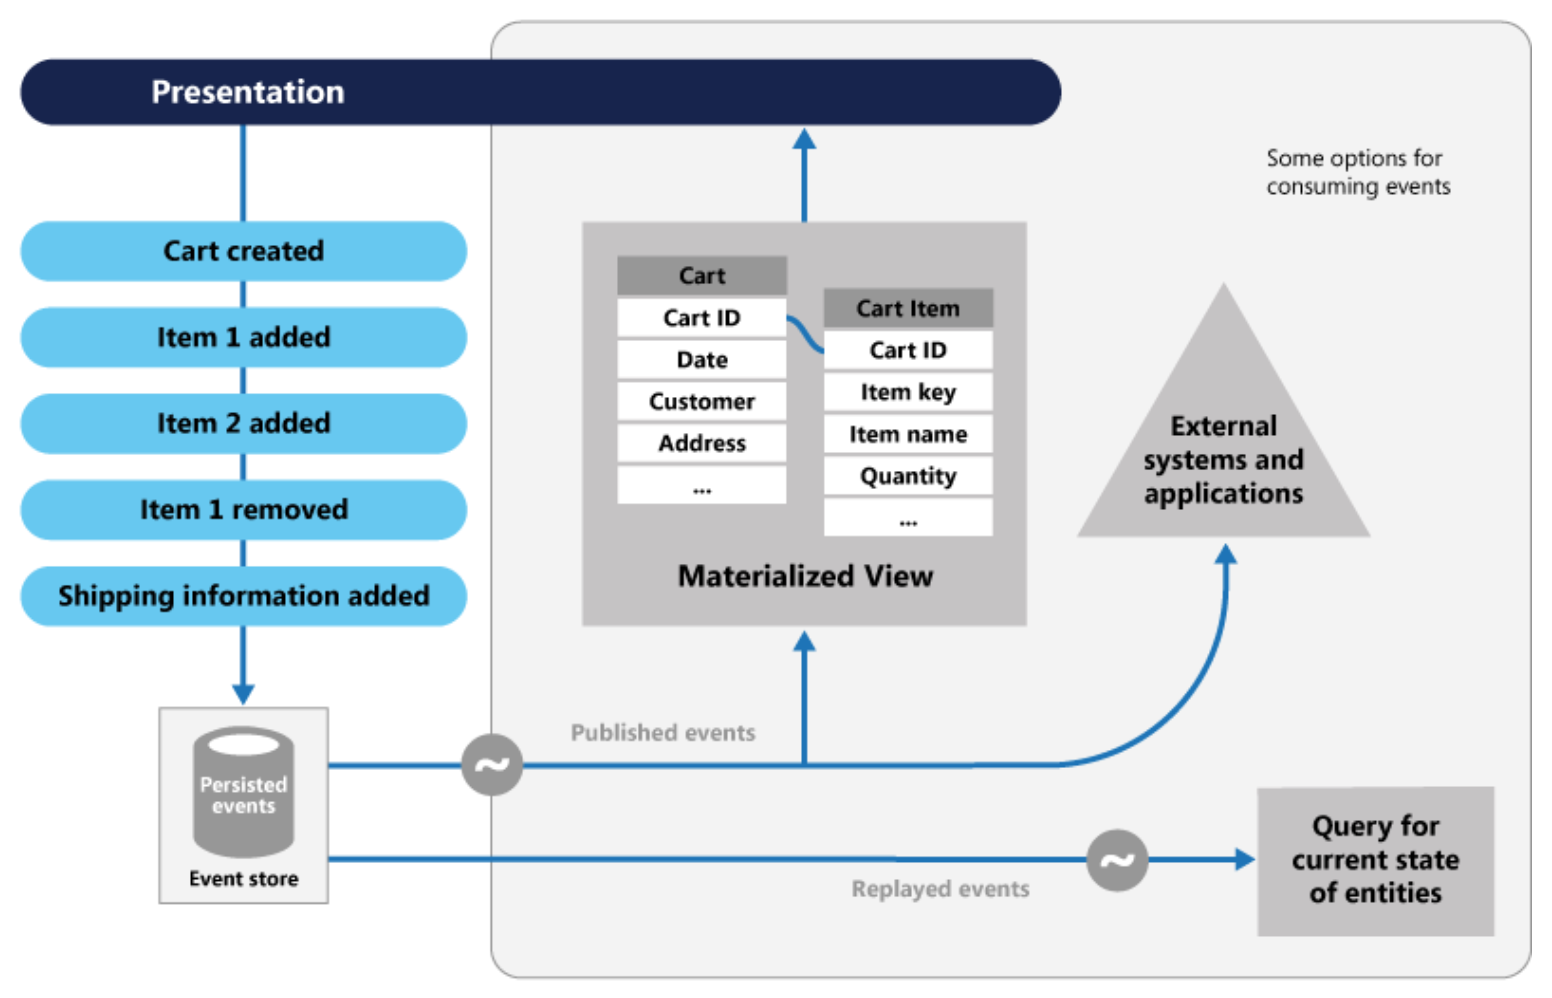 Presentation
Some options for
consuming events
Cart created
Item 1 added
Item 2 added
Item 1 removed
Shipping information added
Cart
Cart ID
Date
Customer
Address
...
Cart Item
Cart ID
Item key
Item name
Quantity
...
Materialized View
External
systems and
applications
Published events
Persisted
events
Event store
Replayed events
Query for
current state
of entities